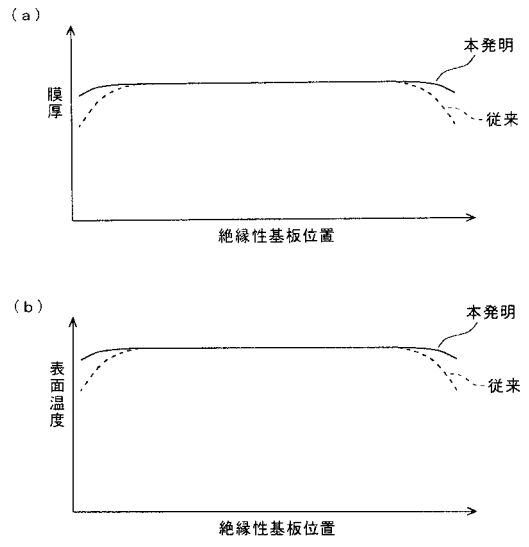 (a)
本発明
膜厚
従来
絶縁性基板位置
(b)
本発明
表面温度
従来
絶縁性基板位置